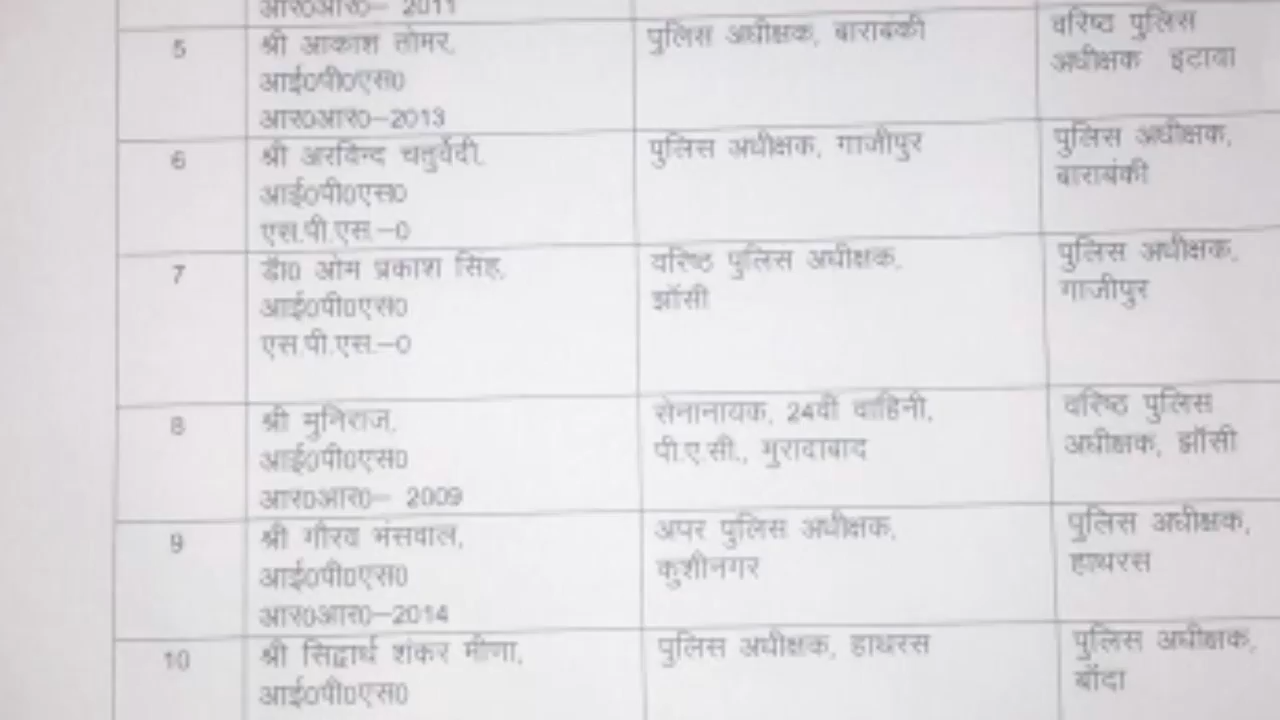 आर0आर0– 2011
5
श्री आकाश तोमर,
आई0पी0एस0
आर0आर0–2013
पुलिस अधीक्षक, बाराबंकी
वरिष्ठ पुलिस
अधीक्षक इटावा
6
श्री अरविन्द चतुर्वेदी,
आई0पी0एस0
एस.पी.एस.–0
पुलिस अधीक्षक, गाजीपुर
पुलिस अधीक्षक,
बाराबंकी
7
डॉ0 ओम प्रकाश सिंह,
आई0पी0एस0
एस.पी.एस.–0
वरिष्ठ पुलिस अधीक्षक,
झॉसी
पुलिस अधीक्षक,
गाजीपुर
8
श्री मुनिराज,
आई0पी0एस0
आर0आर0– 2009
सेनानायक, 24वी वाहिनी,
पी.ए.सी., मुरादाबाद
वरिष्ठ पुलिस
अधीक्षक, झॉसी
9
श्री गौरव भंसवाल,
आई0पी0एस0
आर0आर0–2014
अपर पुलिस अधीक्षक,
कुशीनगर
पुलिस अधीक्षक,
हाथरस
10
श्री सिद्वार्थ शंकर मीणा,
आई0पी0एस0
पुलिस अधीक्षक, हाथरस
पुलिस अधीक्षक,
बॉदा